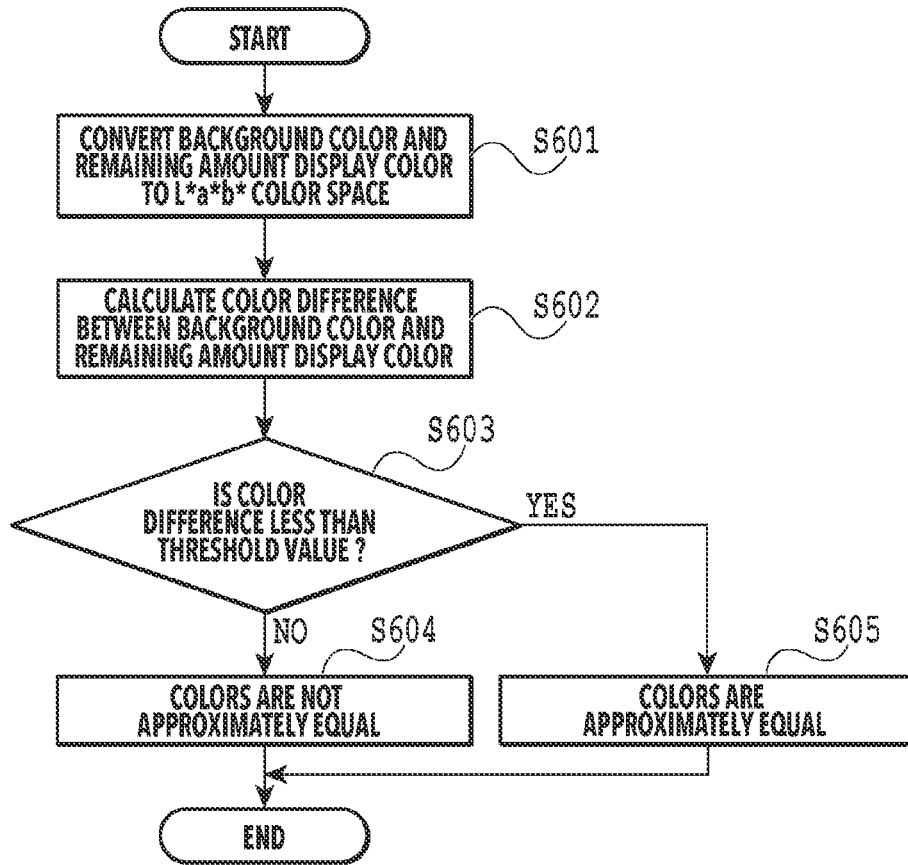 START
CONVERT BACKGROUND COLOR AND
REMAINING AMOUNT DISPLAY COLOR
TO L*a*b* COLOR SPACE
S601
CALCULATE COLOR DIFFERENCE
BETWEEN BACKGROUND COLOR AND
REMAINING AMOUNT DISPLAY COLOR
S602
S603
IS COLOR
DIFFERENCE LESS THAN
THRESHOLD VALUE ?
YES
NO
S604
COLORS ARE NOT
APPROXIMATELY EQUAL
S605
COLORS ARE
APPROXIMATELY EQUAL
END